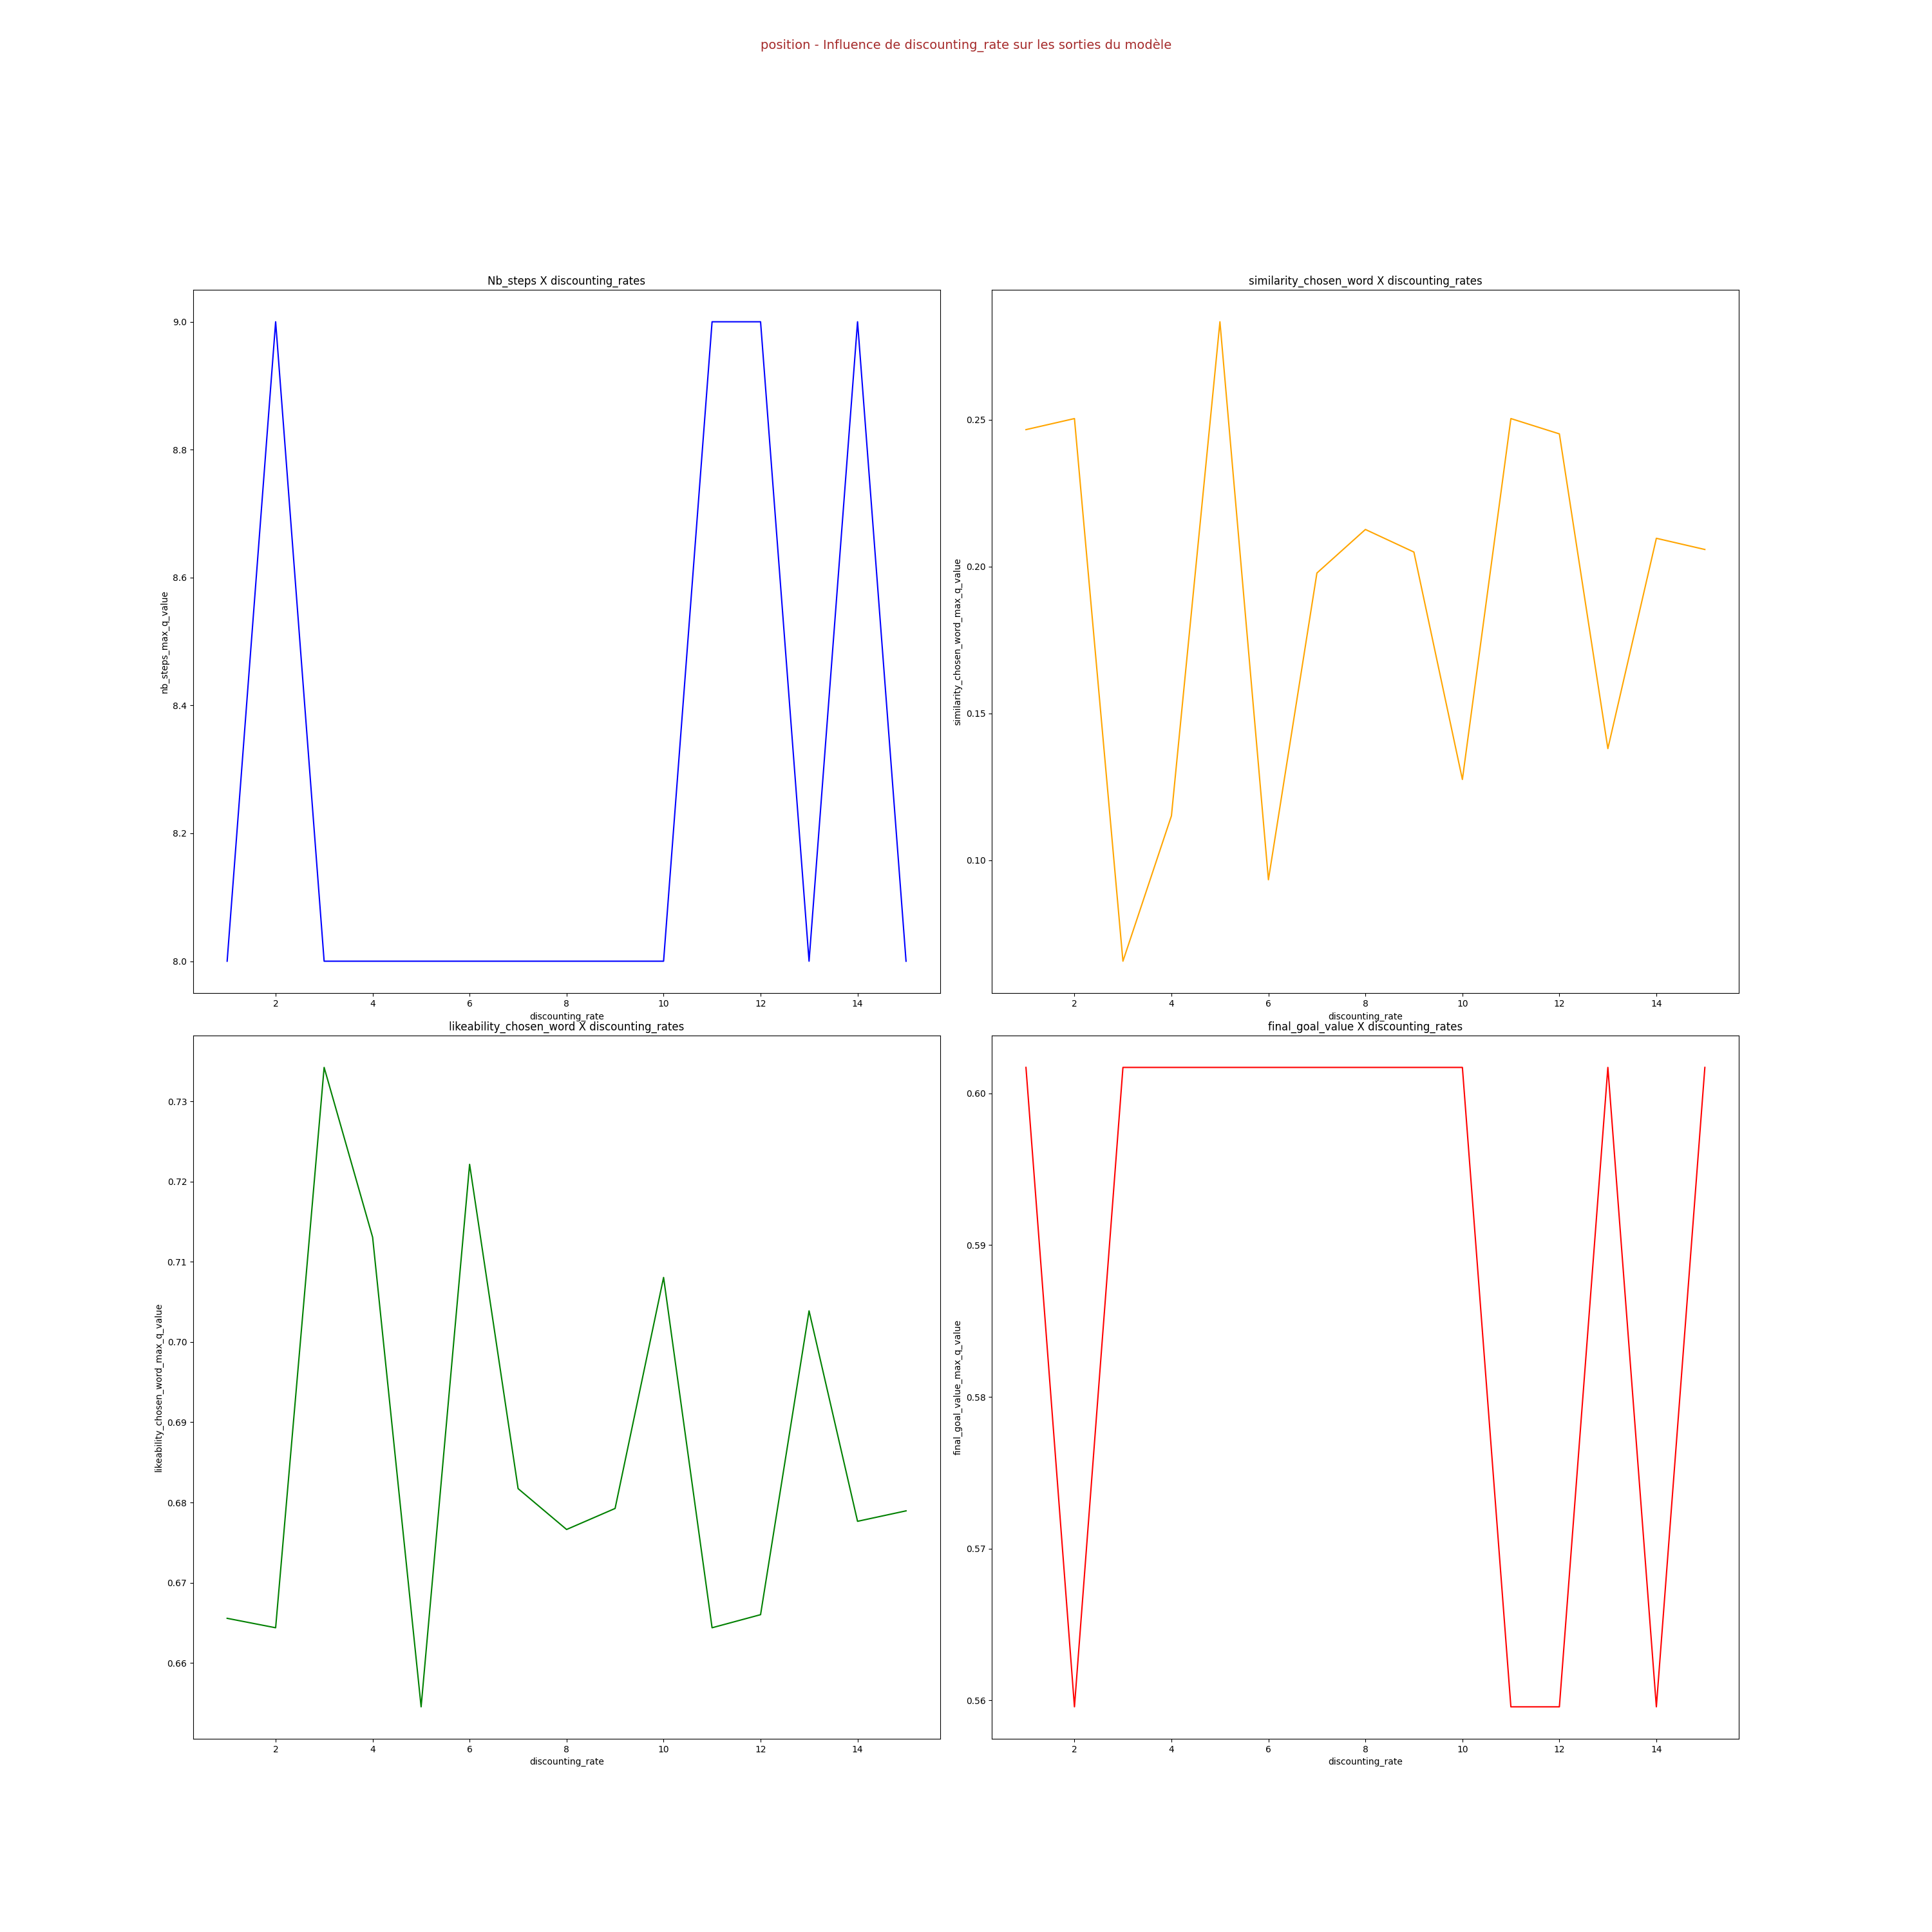 position - Influence de discounting_rate sur les sorties du modèle
Nb_steps X discounting_rates
9.0
8.8
8.6
8.4
8.2
8.0
nb_steps_max_q_value
2 4 6 8 10 12 14
discounting_rate
similarity_chosen_word X discounting_rates
0.25
0.20
0.15
0.10
similarity_chosen_word_max_q_value
2 4 6 8 10 12 14
discounting_rate
likeability_chosen_word X discounting_rates
0.73
0.72
0.71
0.70
0.69
0.68
0.67
0.66
likeability_chosen_word_max_q_value
2 4 6 8 10 12 14
discounting_rate
final_goal_value X discounting_rates
0.60
0.59
0.58
0.57
0.56
final_goal_value_max_q_value
2 4 6 8 10 12 14
discounting_rate